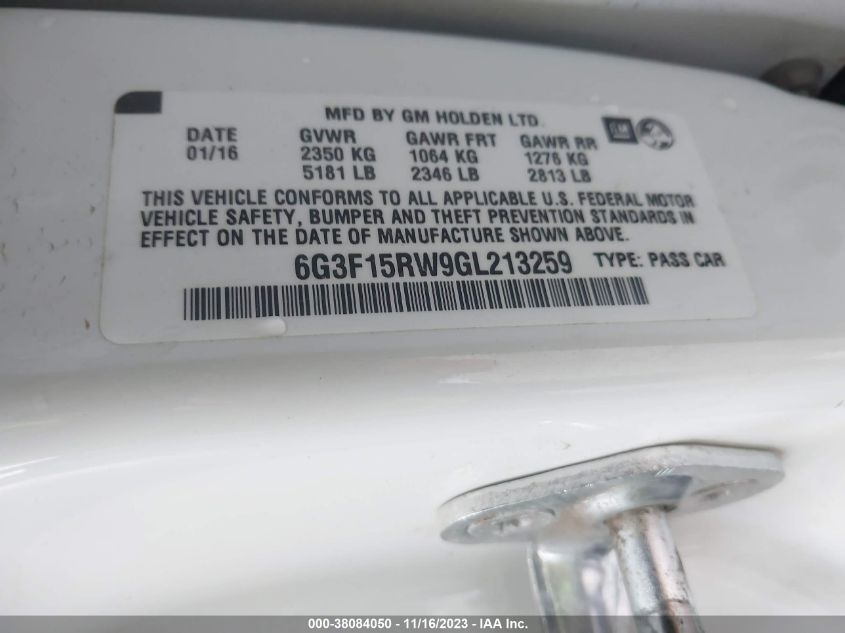 MFD BY GM HOLDEN LTD.
DATE GVWR GAWR FRT GAWR RR GM
01/16 2350 KG 1064 KG 1276 KG
5181 LB 2346 LB 2813 LB
THIS VEHICLE CONFORMS TO ALL APPLICABLE U.S. FEDERAL MOTOR
VEHICLE SAFETY, BUMPER AND THEFT PREVENTION STANDARDS IN
EFFECT ON THE DATE OF MANUFACTURE SHOWN ABOVE.
6G3F15RW9GL213259 TYPE: PASS CAR
000-38084050 - 11/16/2023 - IAA Inc.